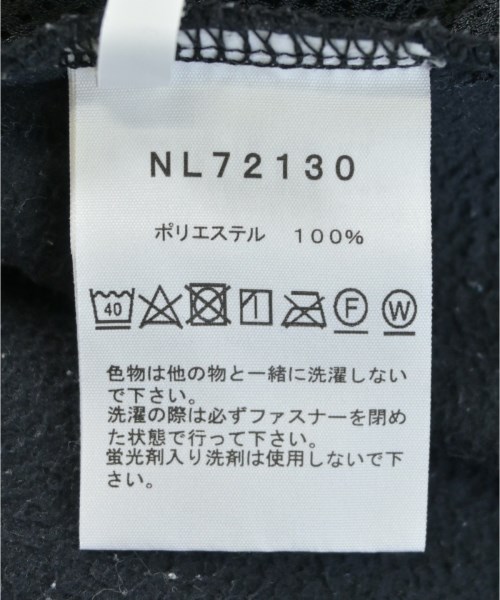 NL72130
ポリエステル 100%
40 F W
色物は他の物と一緒に洗濯しない
で下さい。
洗濯の際は必ずファスナーを閉め
た状態で行って下さい。
蛍光剤入り洗剤は使用しないで下
さい。